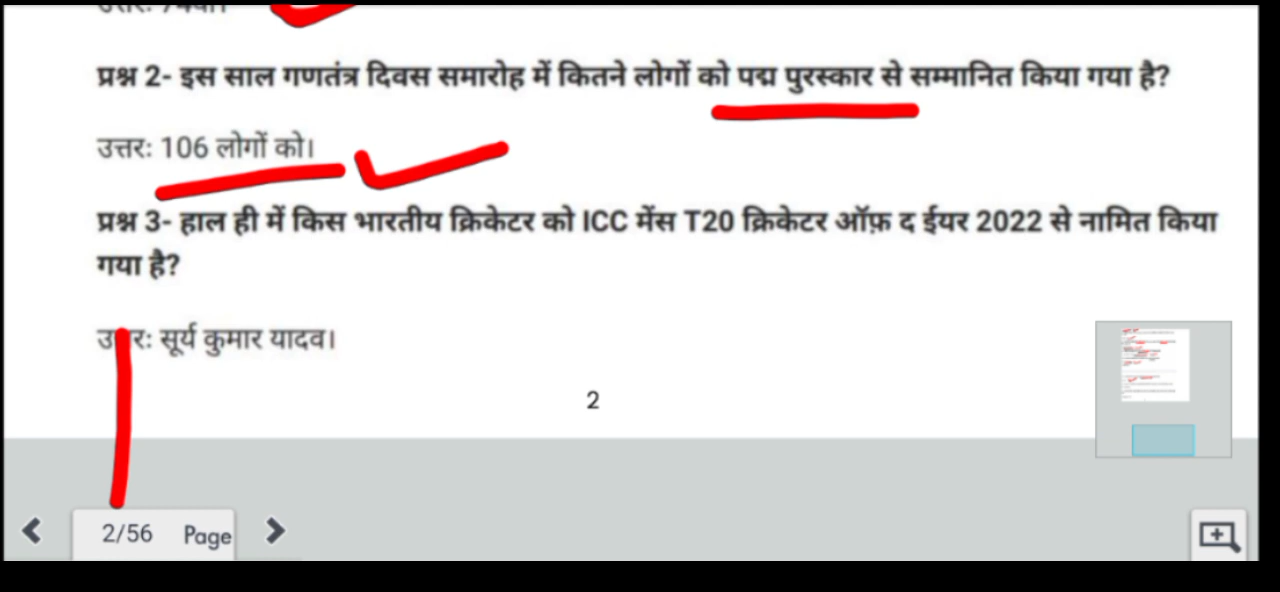 प्रश्न 2- इस साल गणतंत्र दिवस समारोह में कितने लोगों को पद्म पुरस्कार से सम्मानित किया गया है?
उत्तरः 106 लोगों को।
प्रश्न 3- हाल ही में किस भारतीय क्रिकेटर को ICC मेंस T20 क्रिकेटर ऑफ़ द ईयर 2022 से नामित किया
गया है?
उत्तरः सूर्य कुमार यादव।
2
2/56 Page